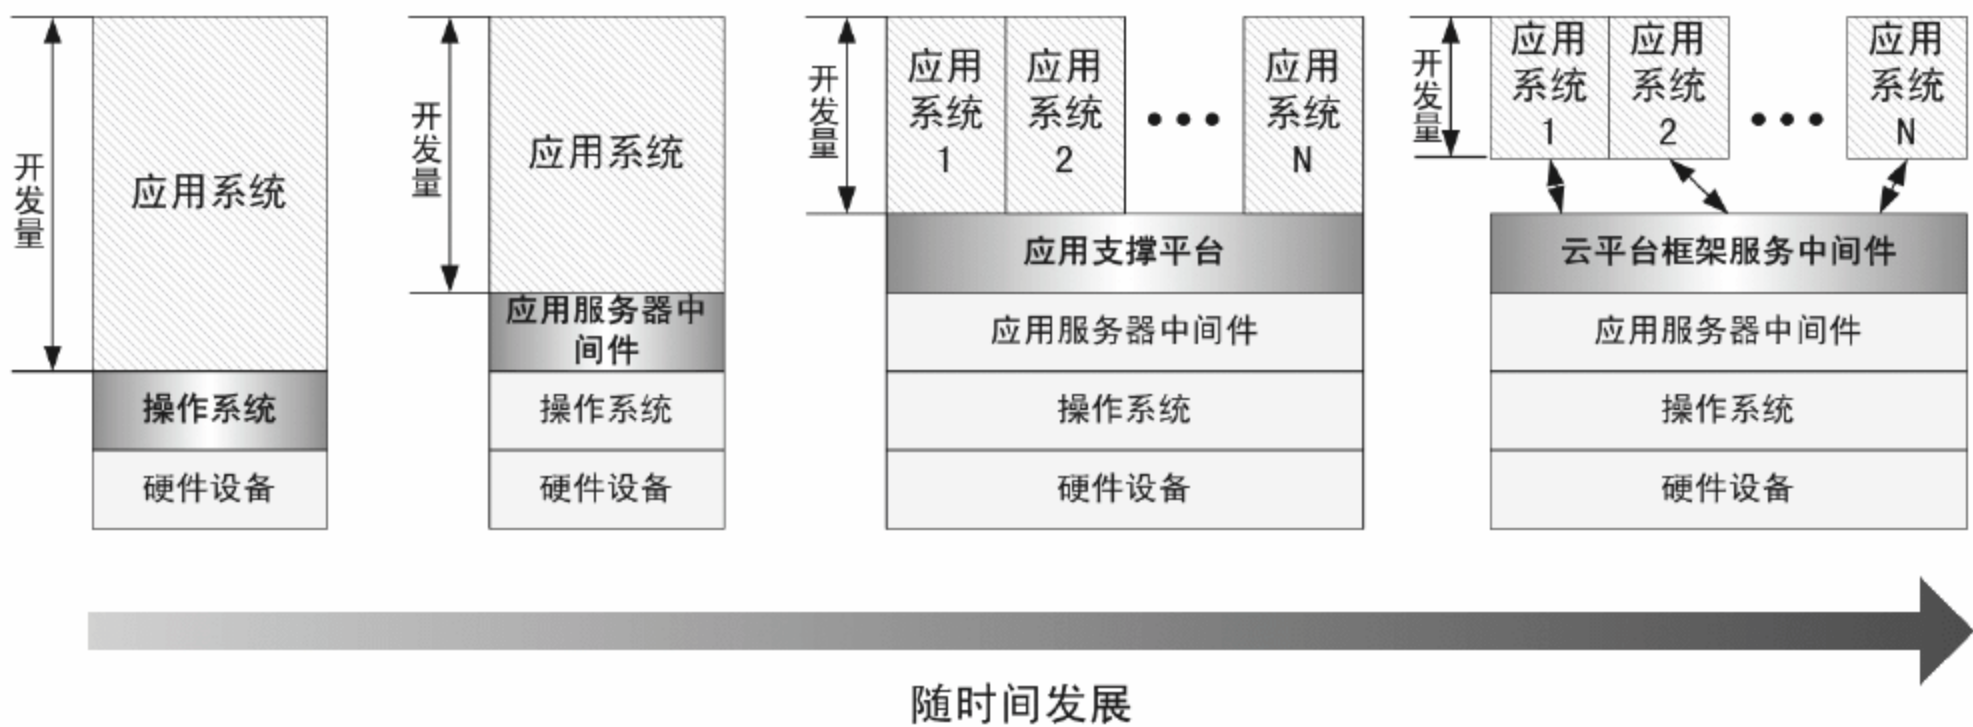 开发量
应用系统
操作系统
硬件设备
开发量
应用系统
应用服务器中
间件
操作系统
硬件设备
开发量
应用
系统
1
应用
系统
2
应用
系统
N
应用支撑平台
应用服务器中间件
操作系统
硬件设备
开发量
应用
系统
1
应用
系统
2
应用
系统
N
云平台框架服务中间件
应用服务器中间件
操作系统
硬件设备
随时间发展